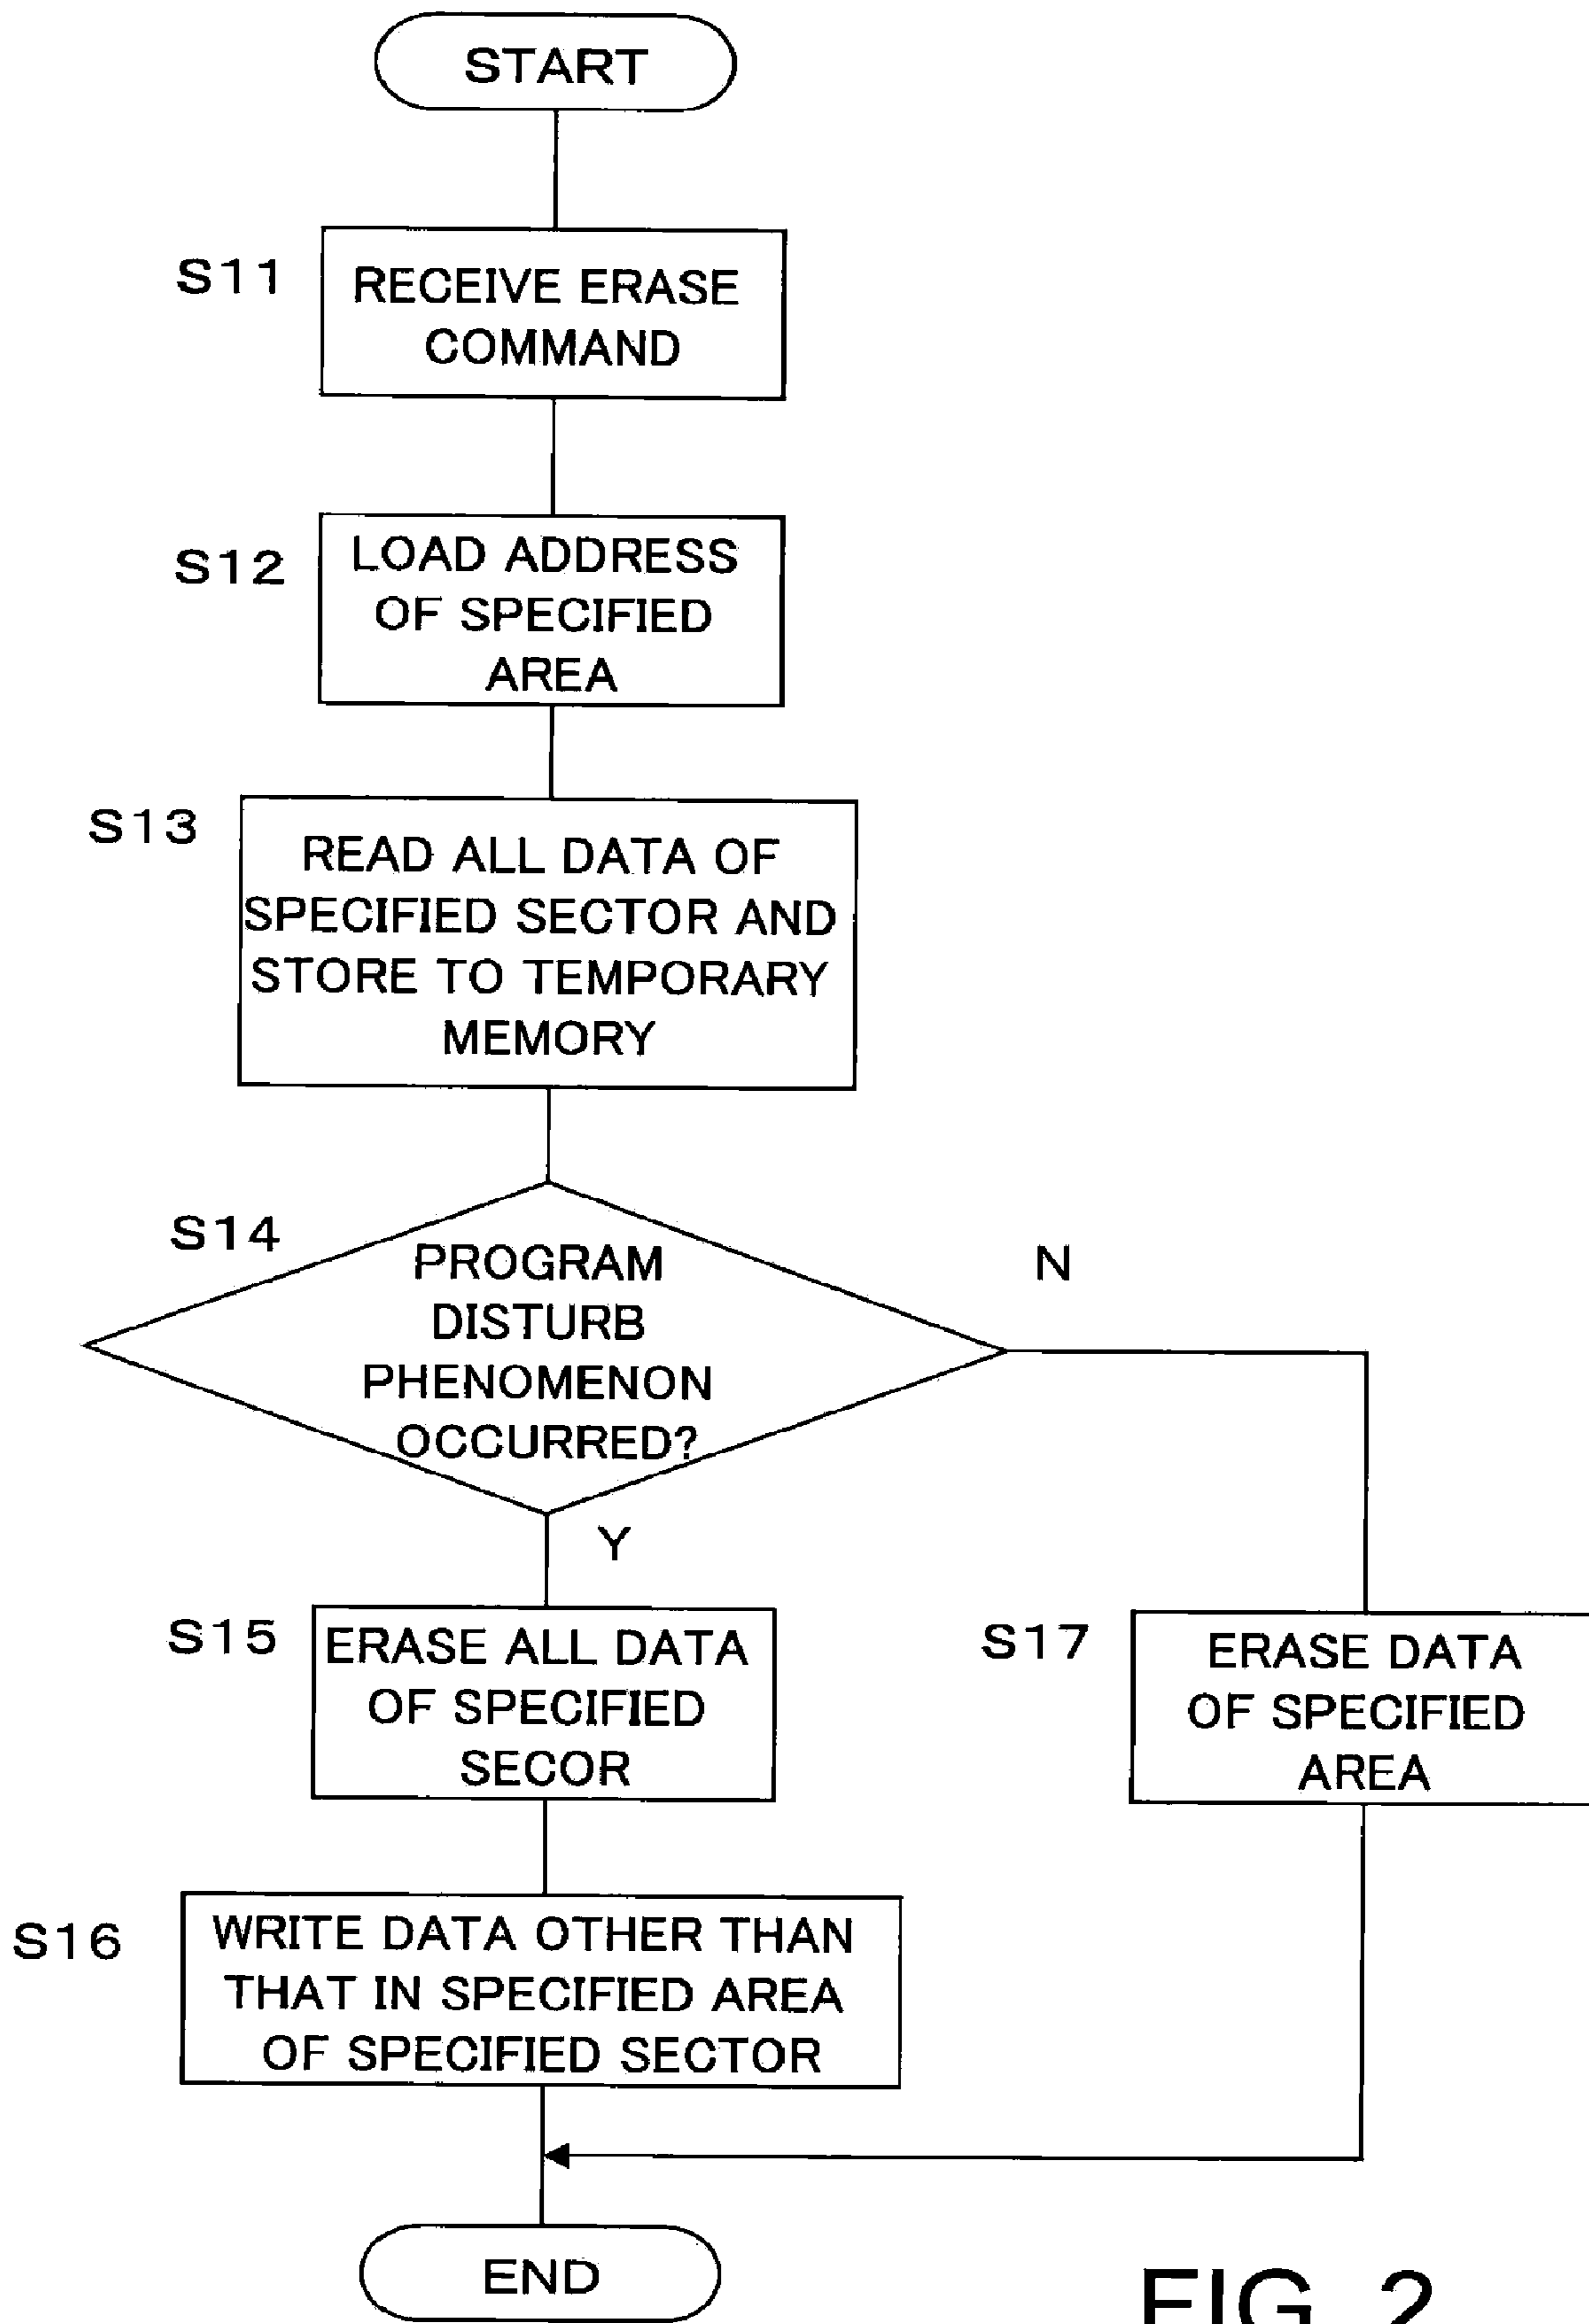 START
S11
RECEIVE ERASE
COMMAND
S12
LOAD ADDRESS
OF SPECIFIED
AREA
S13
READ ALL DATA OF
SPECIFIED SECTOR AND
STORE TO TEMPORARY
MEMORY
S14
PROGRAM
DISTURB
PHENOMENON
OCCURRED?
N
Y
S15
ERASE ALL DATA
OF SPECIFIED
SECOR
S17
ERASE DATA
OF SPECIFIED
AREA
S16
WRITE DATA OTHER THAN
THAT IN SPECIFIED AREA
OF SPECIFIED SECTOR
END
FIG. 2